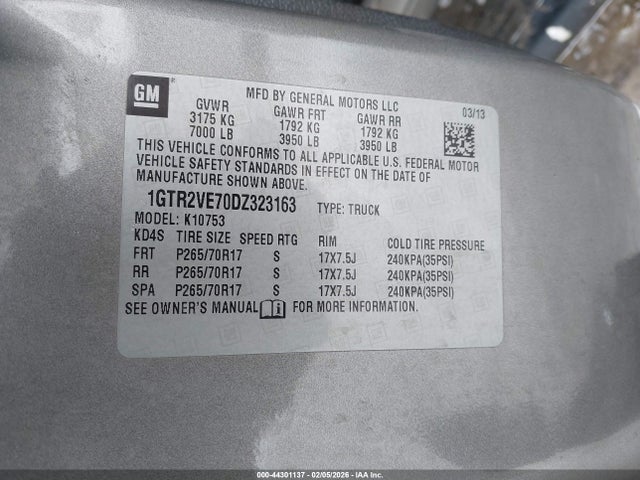 GM
MFD BY GENERAL MOTORS LLC 03/13
GVWR GAWR FRT GAWR RR
3175 KG 1792 KG 1792 KG
7000 LB 3950 LB 3950 LB
THIS VEHICLE CONFORMS TO ALL APPLICABLE U.S. FEDERAL MOTOR
VEHICLE SAFETY STANDARDS IN EFFECT ON THE DATE OF
MANUFACTURE SHOWN ABOVE.
1GTR2VE70DZ323163 TYPE: TRUCK
MODEL: K10753
KD4S TIRE SIZE SPEED RTG RIM COLD TIRE PRESSURE
FRT P265/70R17 S 17X7.5J 240KPA(35PSI)
RR P265/70R17 S 17X7.5J 240KPA(35PSI)
SPA P265/70R17 S 17X7.5J 240KPA(35PSI)
SEE OWNER'S MANUAL FOR MORE INFORMATION.
000-44301137 - 02/05/2026 - IAA Inc.